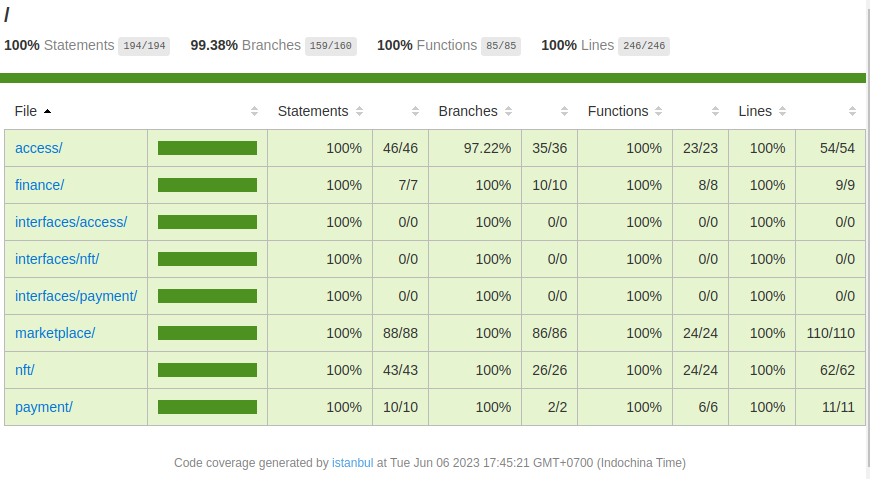 /
100% Statements 194/194 99.38% Branches 159/160 100% Functions 85/85 100% Lines 246/246
File Statements Branches Functions Lines
access/ 100% 46/46 97.22% 35/36 100% 23/23 100% 54/54
finance/ 100% 7/7 100% 10/10 100% 8/8 100% 9/9
interfaces/access/ 100% 0/0 100% 0/0 100% 0/0 100% 0/0
interfaces/nft/ 100% 0/0 100% 0/0 100% 0/0 100% 0/0
interfaces/payment/ 100% 0/0 100% 0/0 100% 0/0 100% 0/0
marketplace/ 100% 88/88 100% 86/86 100% 24/24 100% 110/110
nft/ 100% 43/43 100% 26/26 100% 24/24 100% 62/62
payment/ 100% 10/10 100% 2/2 100% 6/6 100% 11/11
Code coverage generated by istanbul at Tue Jun 06 2023 17:45:21 GMT+0700 (Indochina Time)